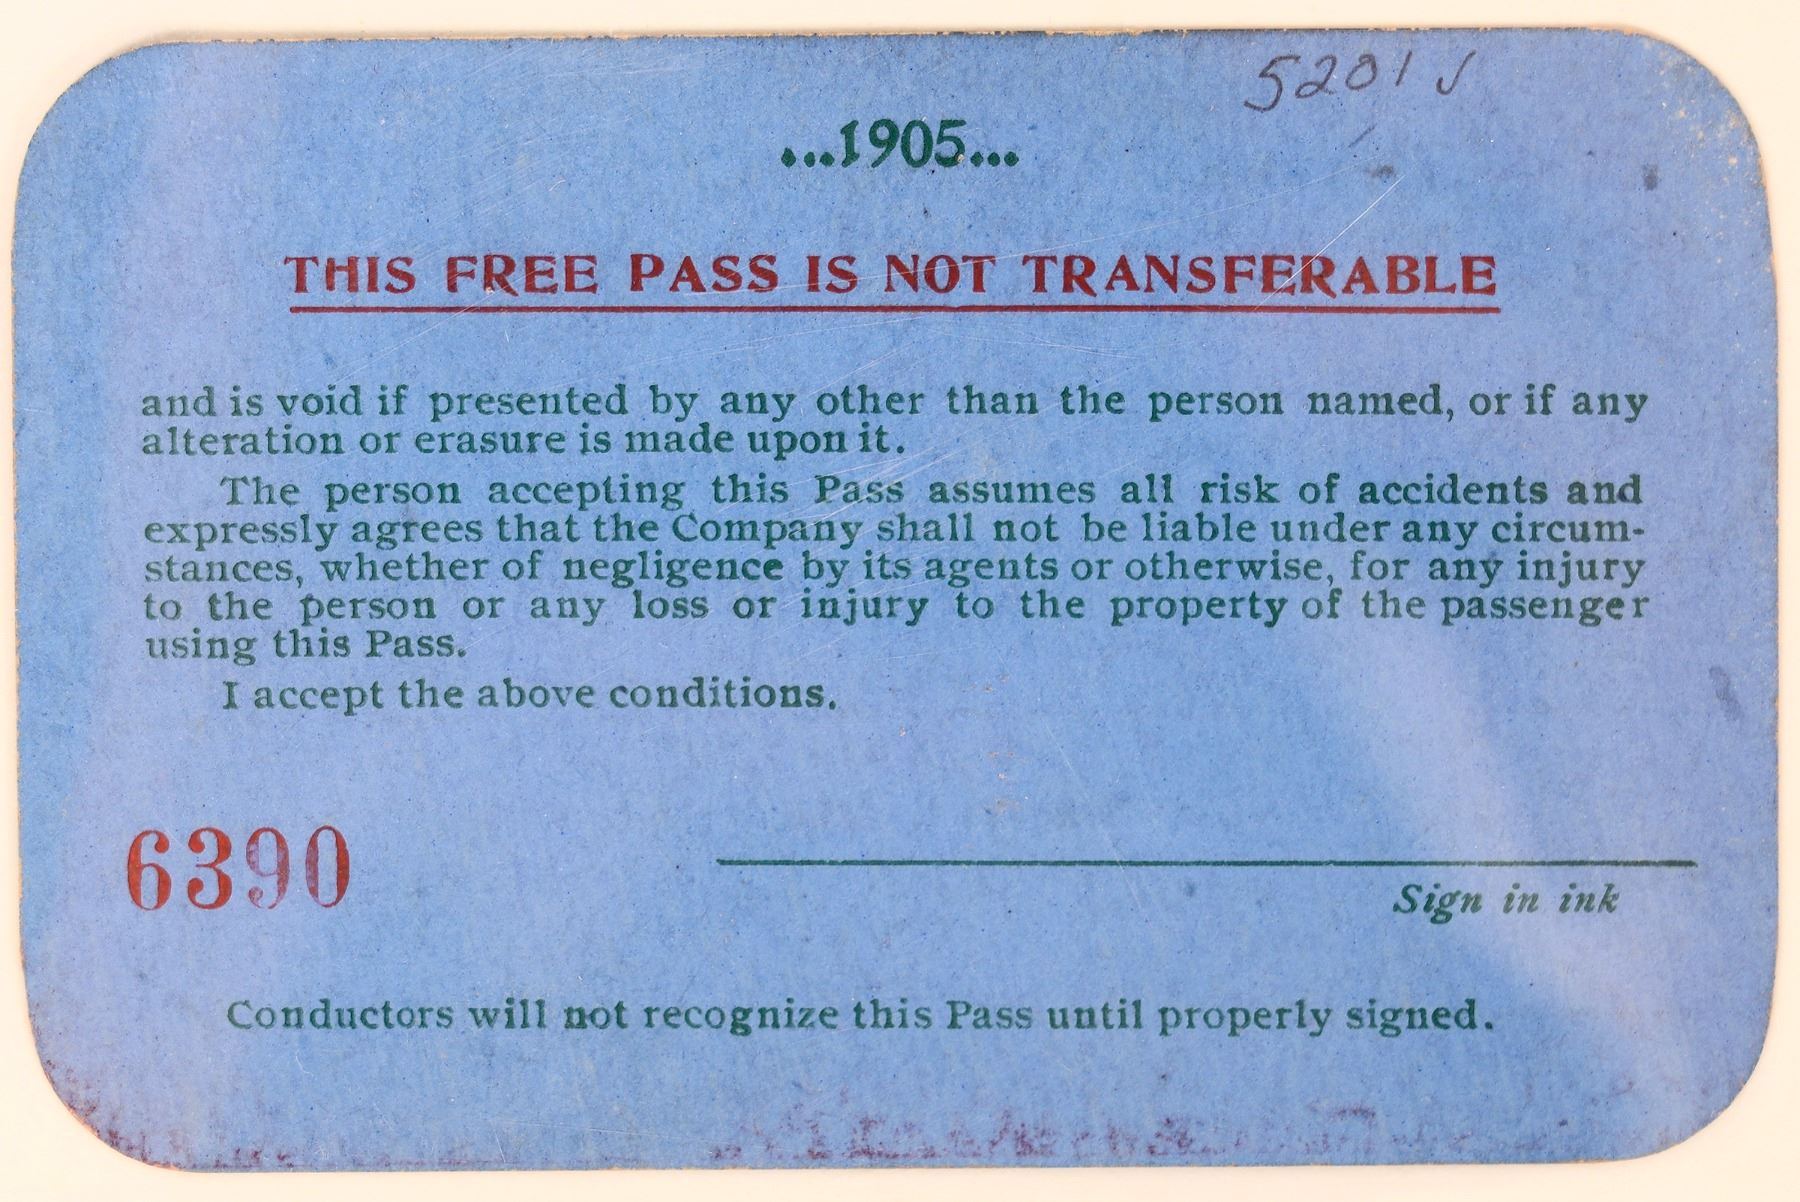 5201 J
...1905...
THIS FREE PASS IS NOT TRANSFERABLE
and is void if presented by any other than the person named, or if any
alteration or erasure is made upon it.
The person accepting this Pass assumes all risk of accidents and
expressly agrees that the Company shall not be liable under any circum-
stances, whether of negligence by its agents or otherwise, for any injury
to the person or any loss or injury to the property of the passenger
using this Pass.
I accept the above conditions.
6390
Sign in ink
Conductors will not recognize this Pass until properly signed.